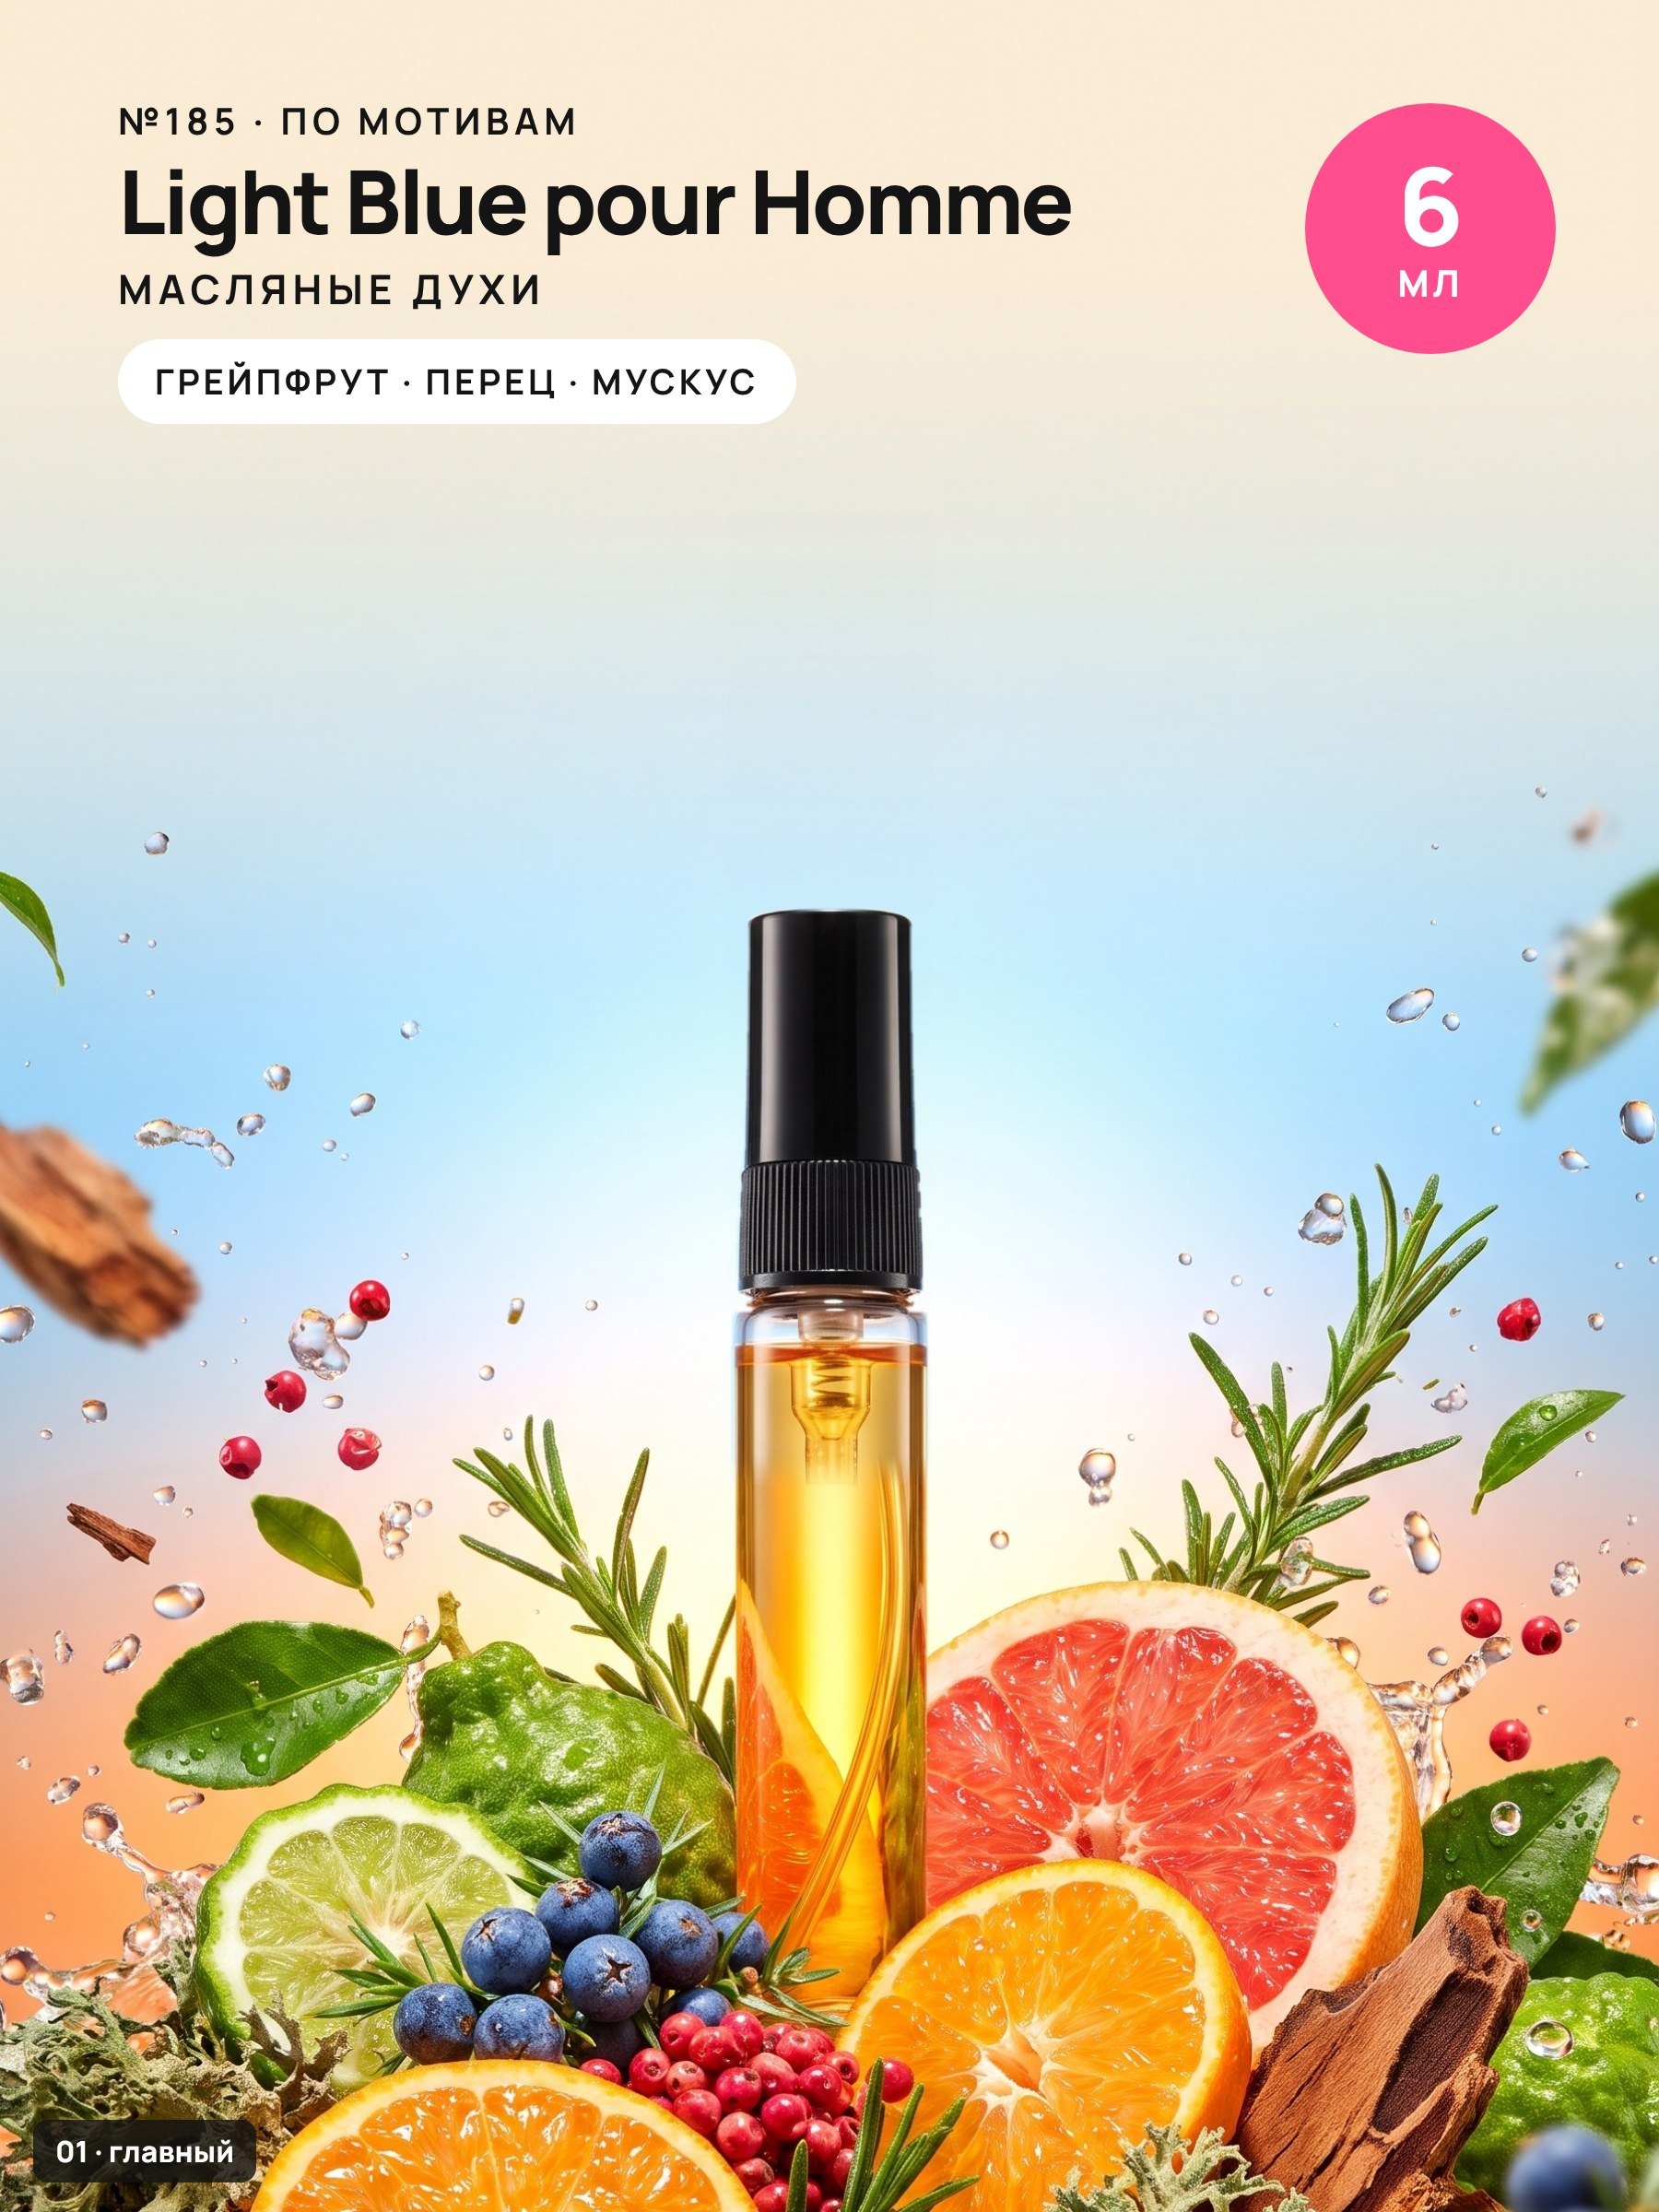 №185 · ПО МОТИВАМ
Light Blue pour Homme
МАСЛЯНЫЕ ДУХИ
ГРЕЙПФРУТ · ПЕРЕЦ · МУСКУС
6
МЛ
01 · главный